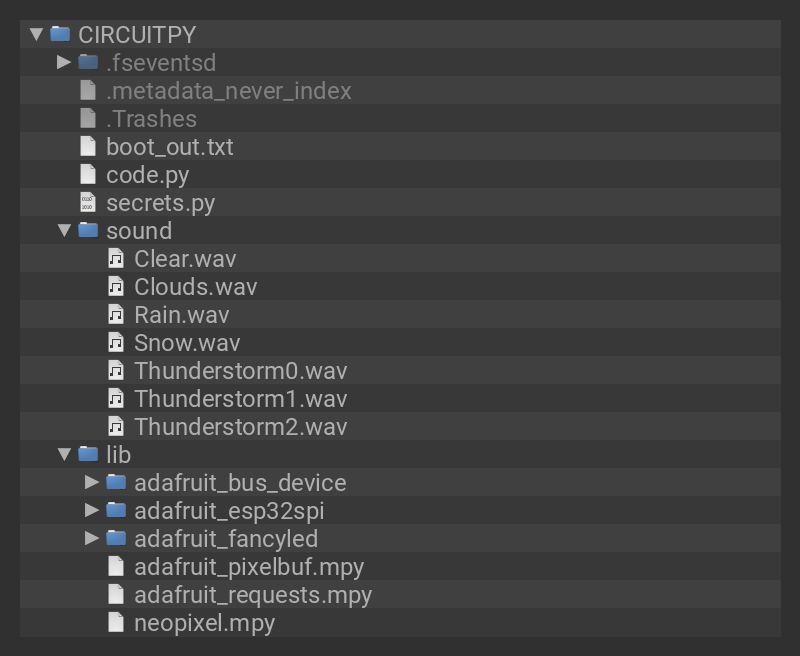 CIRCUITPY
.fseventsd
.metadata_never_index
.Trashes
boot_out.txt
code.py
secrets.py
sound
Clear.wav
Clouds.wav
Rain.wav
Snow.wav
Thunderstorm0.wav
Thunderstorm1.wav
Thunderstorm2.wav
lib
adafruit_bus_device
adafruit_esp32spi
adafruit_fancyled
adafruit_pixelbuf.mpy
adafruit_requests.mpy
neopixel.mpy